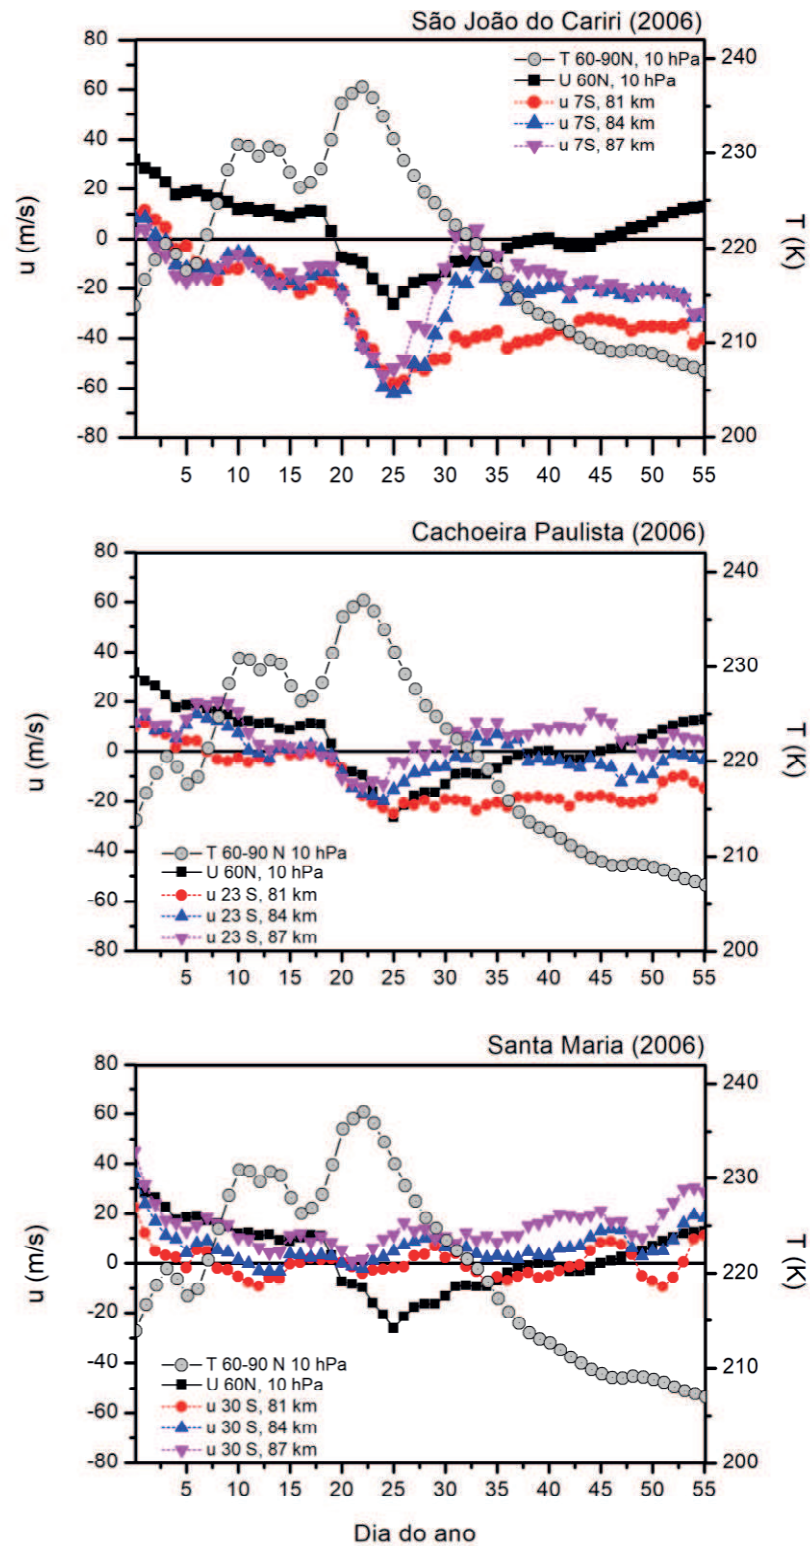 São João do Cariri (2006)
80
60
40
20
0
-20
-40
-60
-80
u (m/s)
T 60-90N, 10 hPa
U 60N, 10 hPa
u 7S, 81 km
u 7S, 84 km
u 7S, 87 km
240
230
220
210
200
T (K)
5 10 15 20 25 30 35 40 45 50 55
Cachoeira Paulista (2006)
80
60
40
20
0
-20
-40
-60
-80
u (m/s)
T 60-90 N 10 hPa
U 60N, 10 hPa
u 23 S, 81 km
u 23 S, 84 km
u 23 S, 87 km
240
230
220
210
200
T (K)
5 10 15 20 25 30 35 40 45 50 55
Santa Maria (2006)
80
60
40
20
0
-20
-40
-60
-80
u (m/s)
T 60-90 N 10 hPa
U 60N, 10 hPa
u 30 S, 81 km
u 30 S, 84 km
u 30 S, 87 km
240
230
220
210
200
T (K)
5 10 15 20 25 30 35 40 45 50 55
Dia do ano